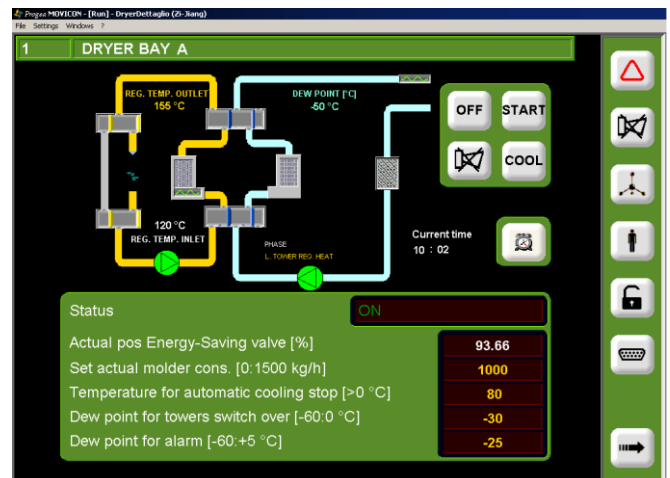 Progea MOVICON - [Run] - DryerDettaglio (Zi-Jiang)
File Settings Windows ?
1 DRYER BAY A
REG. TEMP. OUTLET
155 °C
DEW POINT [°C]
-50 °C
OFF START
COOL
120 °C
REG. TEMP. INLET
PHASE
L. TOWER REG. HEAT
Current time
10 : 02
Status ON
Actual pos Energy-Saving valve [%] 93.66
Set actual molder cons. [0:1500 kg/h] 1000
Temperature for automatic cooling stop [>0 °C] 80
Dew point for towers switch over [-60:0 °C] -30
Dew point for alarm [-60:+5 °C] -25